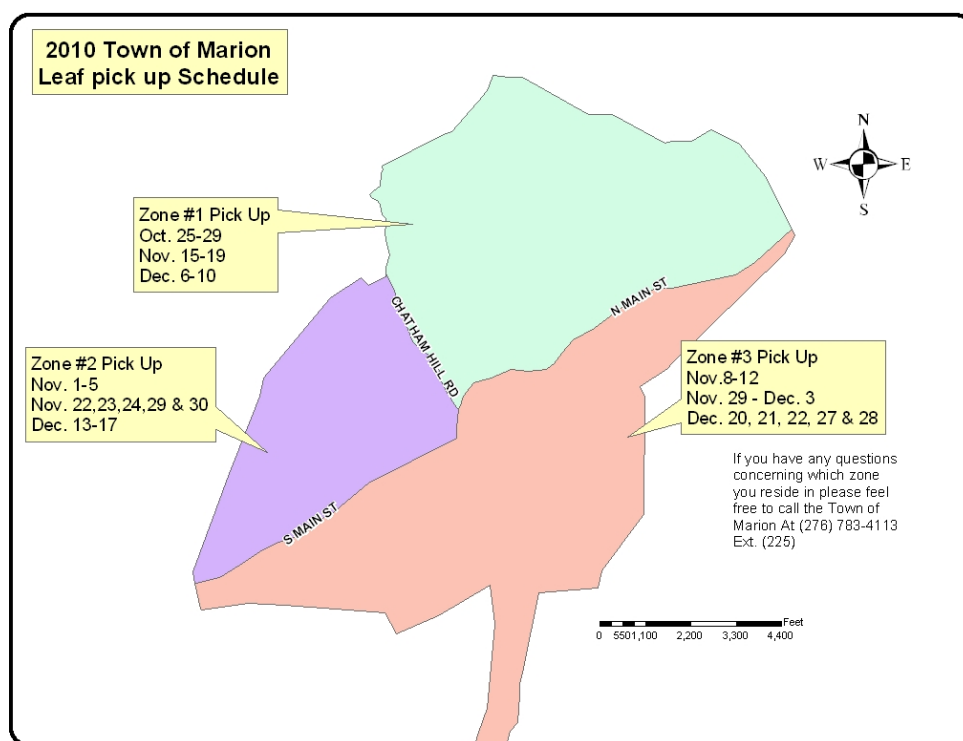 2010 Town of Marion
Leaf pick up Schedule
N
W
E
S
Zone #1 Pick Up
Oct. 25-29
Nov. 15-19
Dec. 6-10
CHATHAM HILL RD
N MAIN ST
Zone #2 Pick Up
Nov. 1-5
Nov. 22,23,24,29 & 30
Dec. 13-17
Zone #3 Pick Up
Nov.8-12
Nov. 29 - Dec. 3
Dec. 20, 21, 22, 27 & 28
S MAIN ST
If you have any questions
concerning which zone
you reside in please feel
free to call the Town of
Marion At (276) 783-4113
Ext. (225)
Feet
0 5501,100 2,200 3,300 4,400